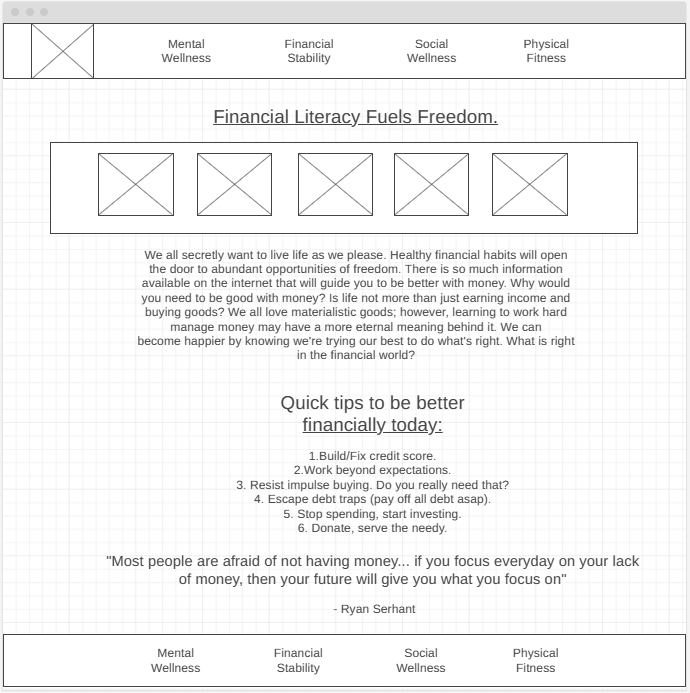 Mental Wellness
Financial Stability
Social Wellness
Physical Fitness
Financial Literacy Fuels Freedom.
We all secretly want to live life as we please. Healthy financial habits will open
the door to abundant opportunities of freedom. There is so much information
available on the internet that will guide you to be better with money. Why would
you need to be good with money? Is life not more than just earning income and
buying goods? We all love materialistic goods; however, learning to work hard
manage money may have a more eternal meaning behind it. We can
become happier by knowing we're trying our best to do what's right. What is right
in the financial world?
Quick tips to be better
financially today:
1.Build/Fix credit score.
2.Work beyond expectations.
3. Resist impulse buying. Do you really need that?
4. Escape debt traps (pay off all debt asap).
5. Stop spending, start investing.
6. Donate, serve the needy.
"Most people are afraid of not having money... if you focus everyday on your lack
of money, then your future will give you what you focus on"
- Ryan Serhant
Mental Wellness
Financial Stability
Social Wellness
Physical Fitness